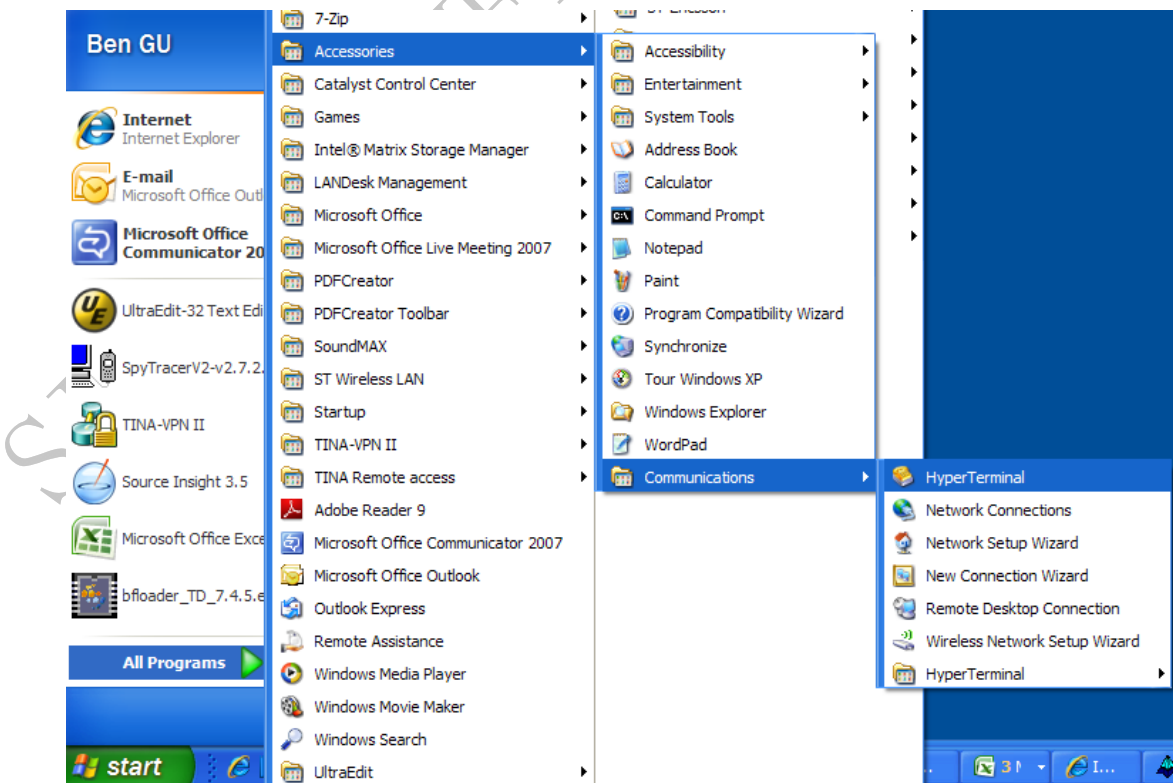 Ben GU
Internet
Internet Explorer
E-mail
Microsoft Office Outl
Microsoft Office
Communicator 20
UltraEdit-32 Text Edi
SpyTracerV2-v2.7.2.
TINA-VPN II
Source Insight 3.5
Microsoft Office Exce
bfloader_TD_7.4.5.e
All Programs
start
7-Zip
Accessories
Catalyst Control Center
Games
Intel® Matrix Storage Manager
LANDesk Management
Microsoft Office
Microsoft Office Live Meeting 2007
PDFCreator
PDFCreator Toolbar
SoundMAX
ST Wireless LAN
Startup
TINA-VPN II
TINA Remote access
Adobe Reader 9
Microsoft Office Communicator 2007
Microsoft Office Outlook
Outlook Express
Remote Assistance
Windows Media Player
Windows Movie Maker
Windows Search
UltraEdit
Accessibility
Entertainment
System Tools
Address Book
Calculator
Command Prompt
Notepad
Paint
Program Compatibility Wizard
Synchronize
Tour Windows XP
Windows Explorer
WordPad
Communications
HyperTerminal
Network Connections
Network Setup Wizard
New Connection Wizard
Remote Desktop Connection
Wireless Network Setup Wizard
HyperTerminal
I...